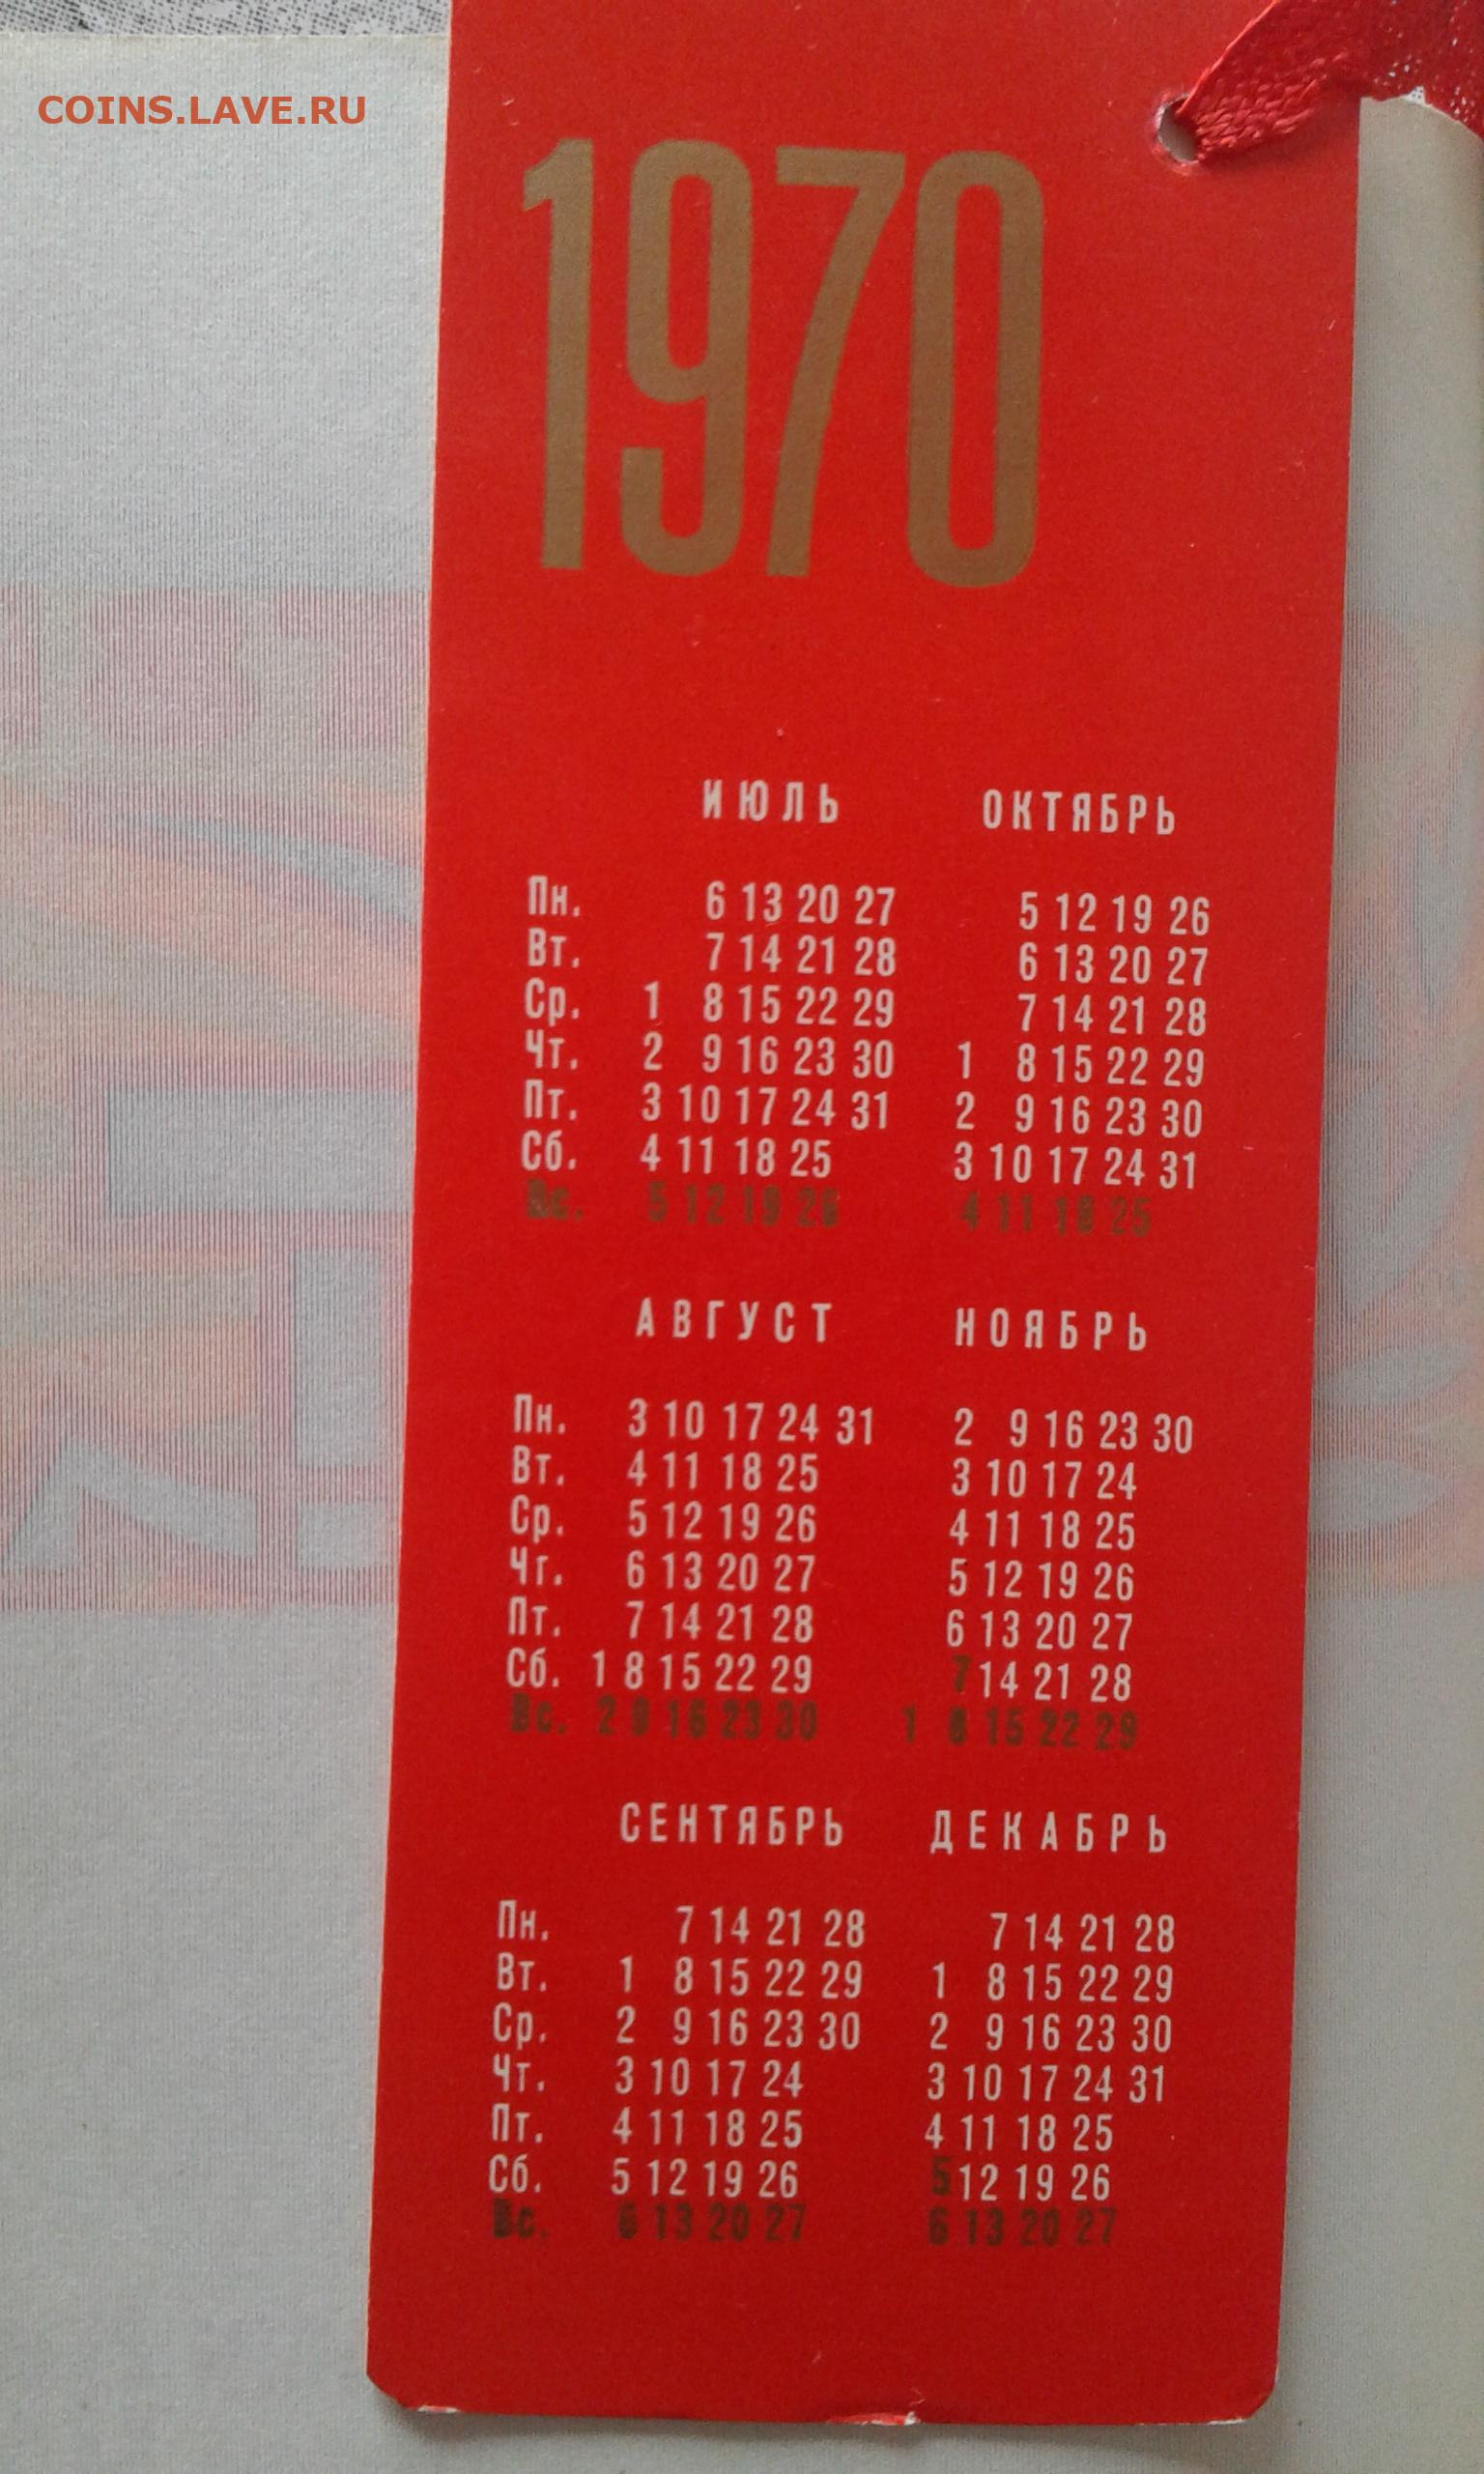 COINS.LAVE.RU
1970
ИЮЛЬ ОКТЯБРЬ
Пн. 6 13 20 27 5 12 19 26
Вт. 7 14 21 28 6 13 20 27
Ср. 1 8 15 22 29 7 14 21 28
Чт. 2 9 16 23 30 1 8 15 22 29
Пт. 3 10 17 24 31 2 9 16 23 30
Сб. 4 11 18 25 3 10 17 24 31
Вс. 5 12 19 26 4 11 18 25
АВГУСТ НОЯБРЬ
Пн. 3 10 17 24 31 2 9 16 23 30
Вт. 4 11 18 25 3 10 17 24
Ср. 5 12 19 26 4 11 18 25
Чт. 6 13 20 27 5 12 19 26
Пт. 7 14 21 28 6 13 20 27
Сб. 1 8 15 22 29 7 14 21 28
Вс. 2 9 16 23 30 1 8 15 22 29
СЕНТЯБРЬ ДЕКАБРЬ
Пн. 7 14 21 28 7 14 21 28
Вт. 1 8 15 22 29 1 8 15 22 29
Ср. 2 9 16 23 30 2 9 16 23 30
Чт. 3 10 17 24 3 10 17 24 31
Пт. 4 11 18 25 4 11 18 25
Сб. 5 12 19 26 5 12 19 26
Вс. 6 13 20 27 6 13 20 27